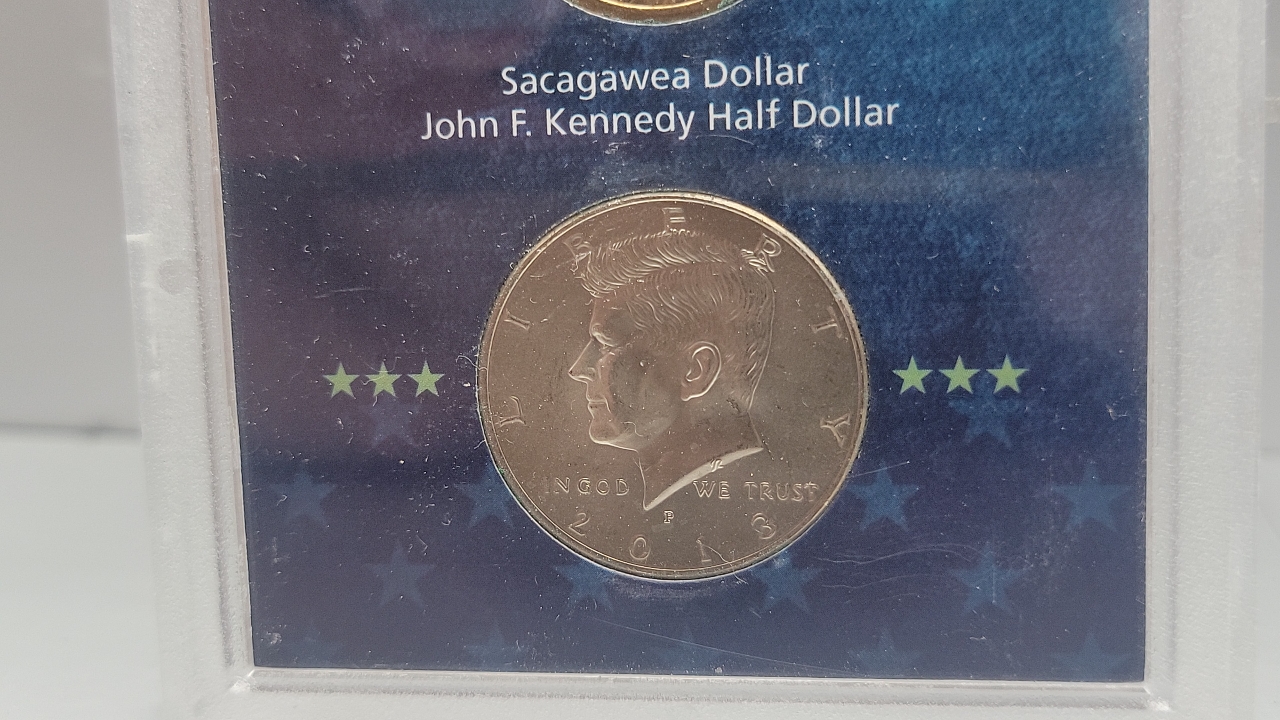 Sacagawea Dollar
John F. Kennedy Half Dollar
LIBERTY
IN GOD WE TRUST
P
2013